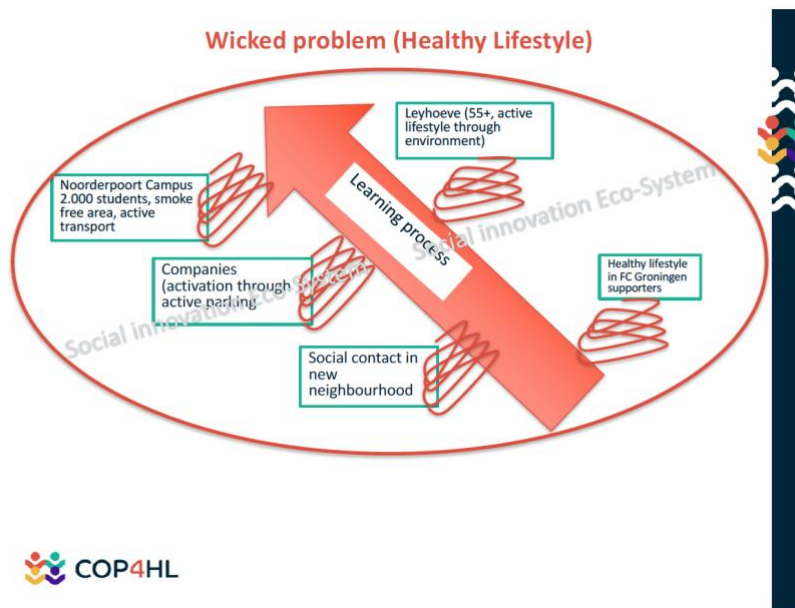 Wicked problem (Healthy Lifestyle)
Leyhoeve (55+, active
lifestyle through
environment)
Noorderpoort Campus
2.000 students, smoke
free area, active
transport
Learning process
Social innovation Eco-System
Companies
(activation through
active parking
Social innovation Eco-System
Healthy lifestyle
in FC Groningen
supporters
Social contact in
new
neighbourhood
COP4HL